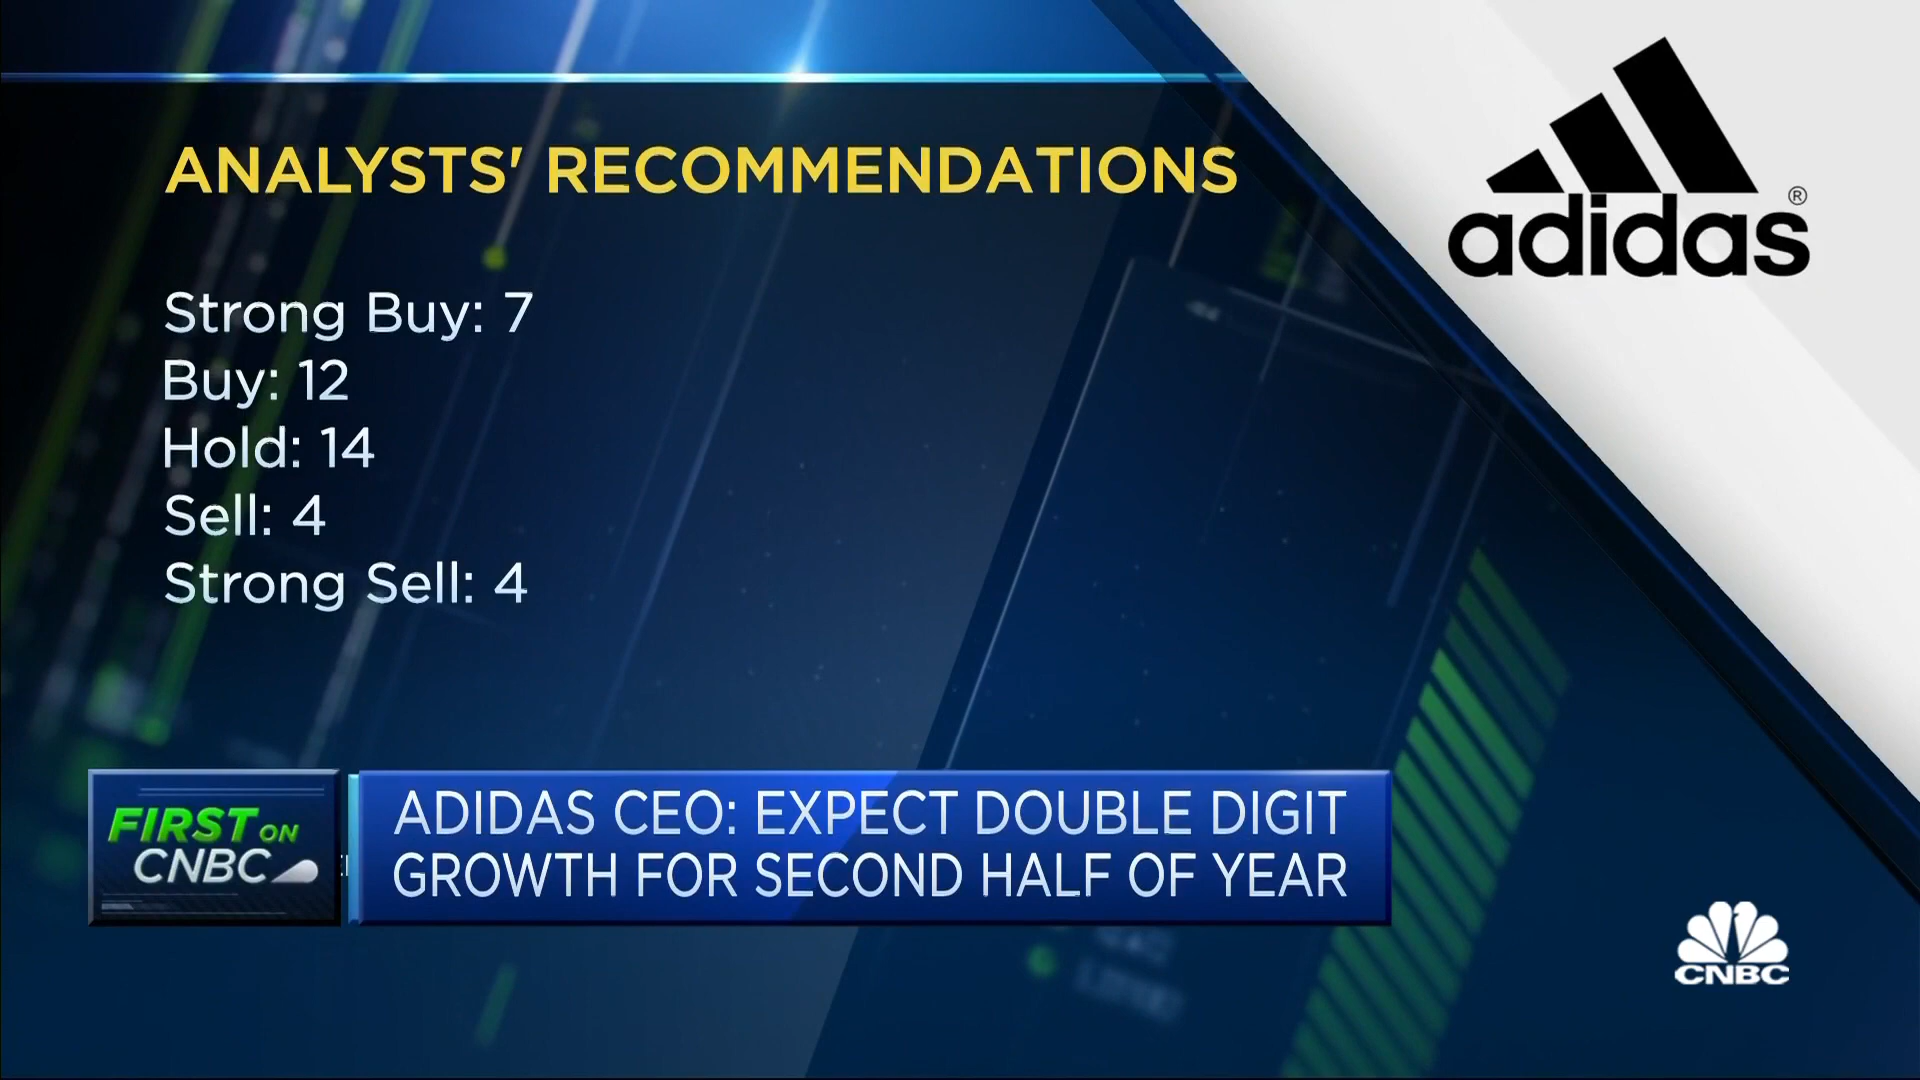 ANALYSTS' RECOMMENDATIONS
adidas®
Strong Buy: 7
Buy: 12
Hold: 14
Sell: 4
Strong Sell: 4
FIRST ON
CNBC
ADIDAS CEO: EXPECT DOUBLE DIGIT
GROWTH FOR SECOND HALF OF YEAR
CNBC